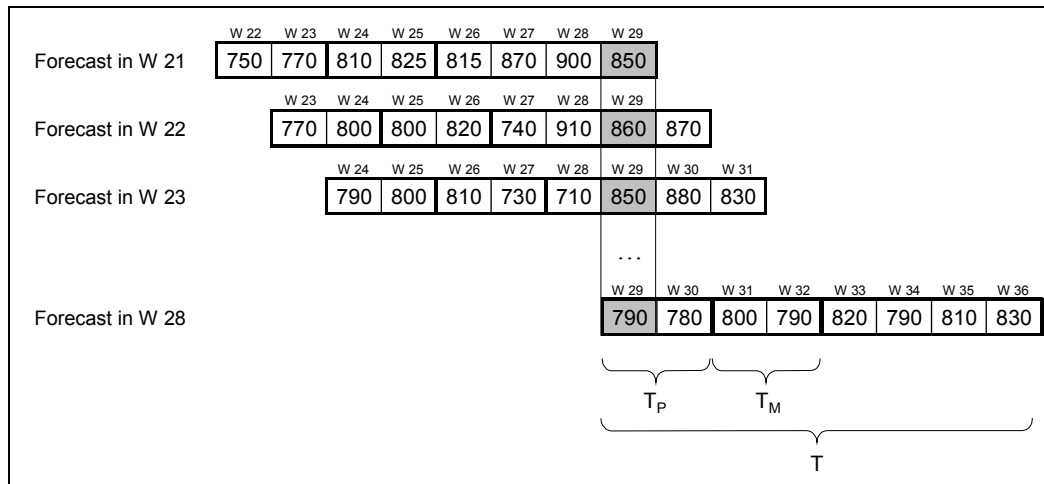 W 22 W 23 W 24 W 25 W 26 W 27 W 28 W 29
Forecast in W 21 750 770 810 825 815 870 900 850
W 23 W 24 W 25 W 26 W 27 W 28 W 29
Forecast in W 22 770 800 800 820 740 910 860 870
W 24 W 25 W 26 W 27 W 28 W 29 W 30 W 31
Forecast in W 23 790 800 810 730 710 850 880 830
...
W 29 W 30 W 31 W 32 W 33 W 34 W 35 W 36
Forecast in W 28 790 780 800 790 820 790 810 830
TP TM
T